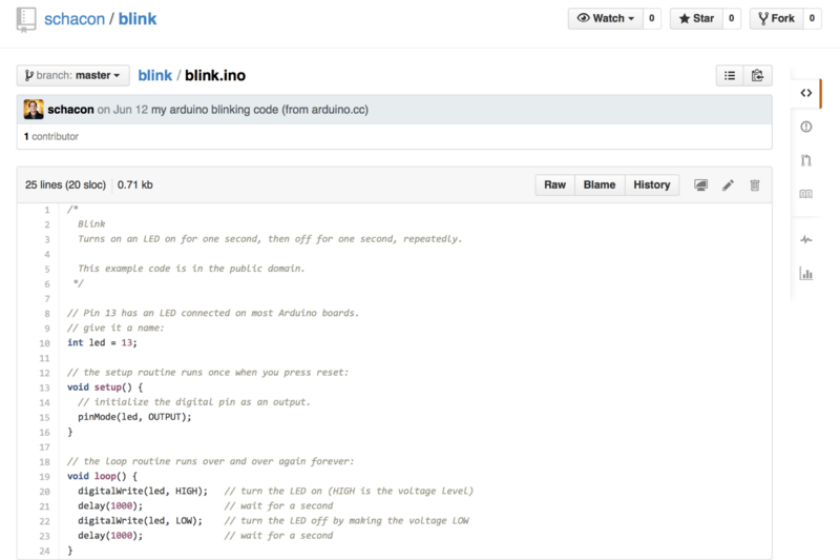 schacon / blink
Watch 0 Star 0 Fork 0
branch: master blink / blink.ino
schacon on Jun 12 my arduino blinking code (from arduino.cc)
1 contributor
25 lines (20 sloc) 0.71 kb Raw Blame History
1 /*
2   Blink
3   Turns on an LED on for one second, then off for one second, repeatedly.
4
5   This example code is in the public domain.
6  */
7
8 // Pin 13 has an LED connected on most Arduino boards.
9 // give it a name:
10 int led = 13;
11
12 // the setup routine runs once when you press reset:
13 void setup() {
14   // initialize the digital pin as an output.
15   pinMode(led, OUTPUT);
16 }
17
18 // the loop routine runs over and over again forever:
19 void loop() {
20   digitalWrite(led, HIGH);   // turn the LED on (HIGH is the voltage level)
21   delay(1000);               // wait for a second
22   digitalWrite(led, LOW);    // turn the LED off by making the voltage LOW
23   delay(1000);               // wait for a second
24 }